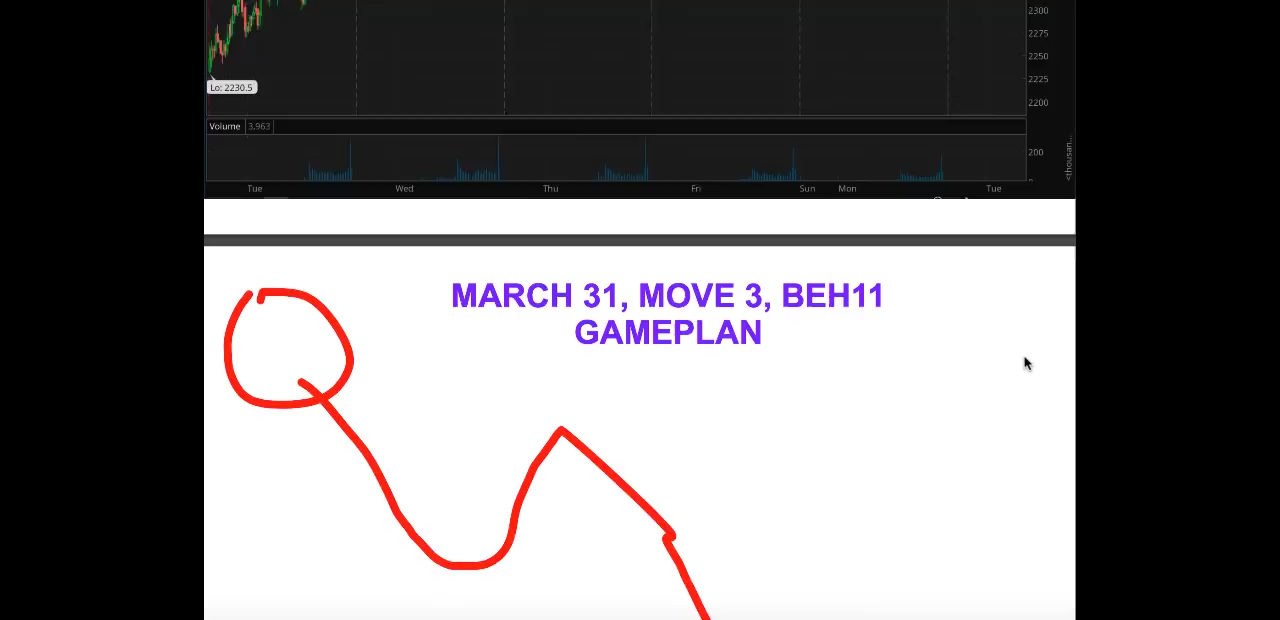 2300
2275
2250
2225
2200
Lo: 2230.5
Volume 3,963
200
<thousan...
Tue Wed Thu Fri Sun Mon Tue
MARCH 31, MOVE 3, BEH11
GAMEPLAN